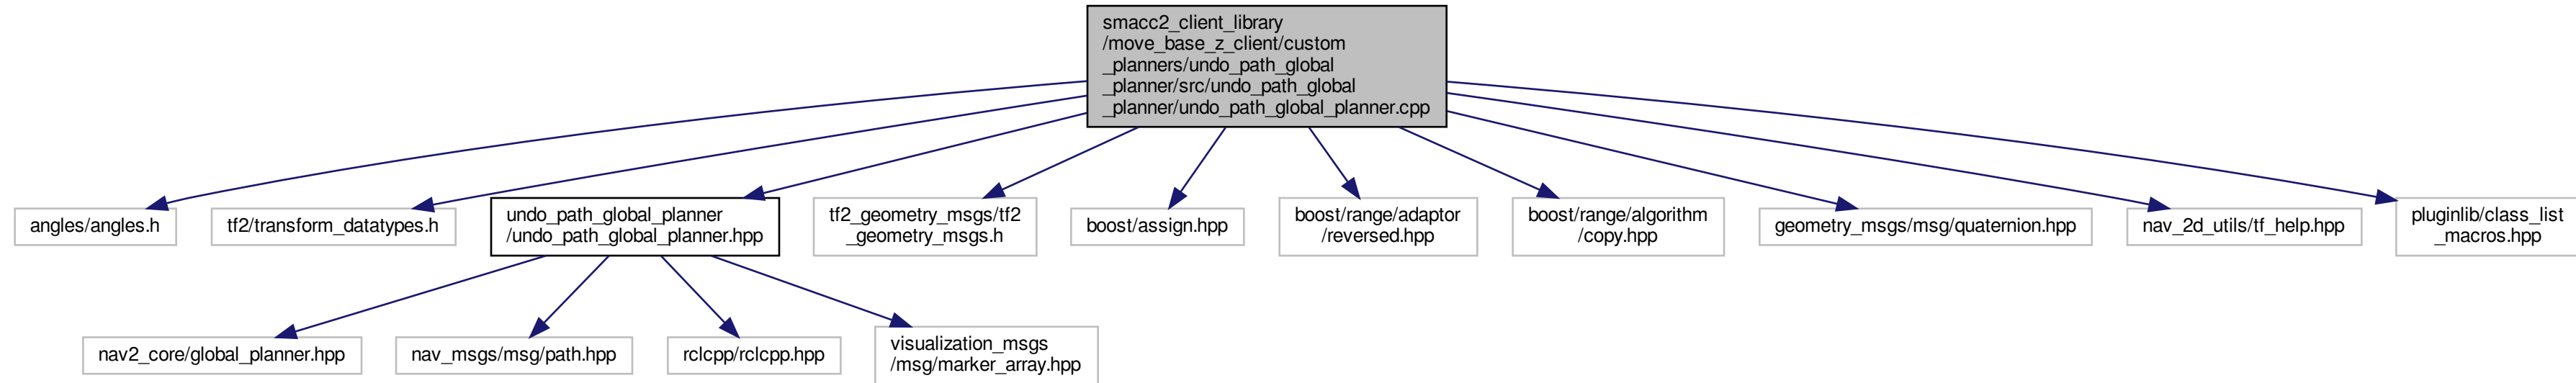 smacc2_client_library
/move_base_z_client/custom
_planners/undo_path_global
_planner/src/undo_path_global
_planner/undo_path_global_planner.cpp
angles/angles.h
tf2/transform_datatypes.h
undo_path_global_planner
/undo_path_global_planner.hpp
tf2_geometry_msgs/tf2
_geometry_msgs.h
boost/assign.hpp
boost/range/adaptor
/reversed.hpp
boost/range/algorithm
/copy.hpp
geometry_msgs/msg/quaternion.hpp
nav_2d_utils/tf_help.hpp
pluginlib/class_list
_macros.hpp
nav2_core/global_planner.hpp
nav_msgs/msg/path.hpp
rclcpp/rclcpp.hpp
visualization_msgs
/msg/marker_array.hpp